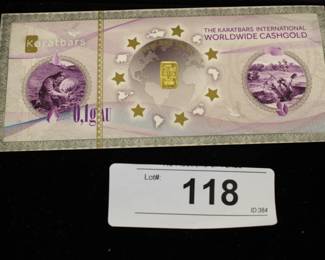 Karatbars
THE KARATBARS INTERNATIONAL
WORLDWIDE CASHGOLD
0,1g AU
Lot#:
118
ID:384